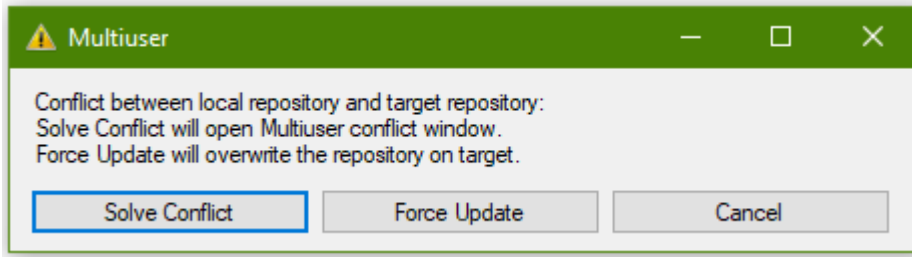 Multiuser
Conflict between local repository and target repository:
Solve Conflict will open Multiuser conflict window.
Force Update will overwrite the repository on target.
Solve Conflict
Force Update
Cancel